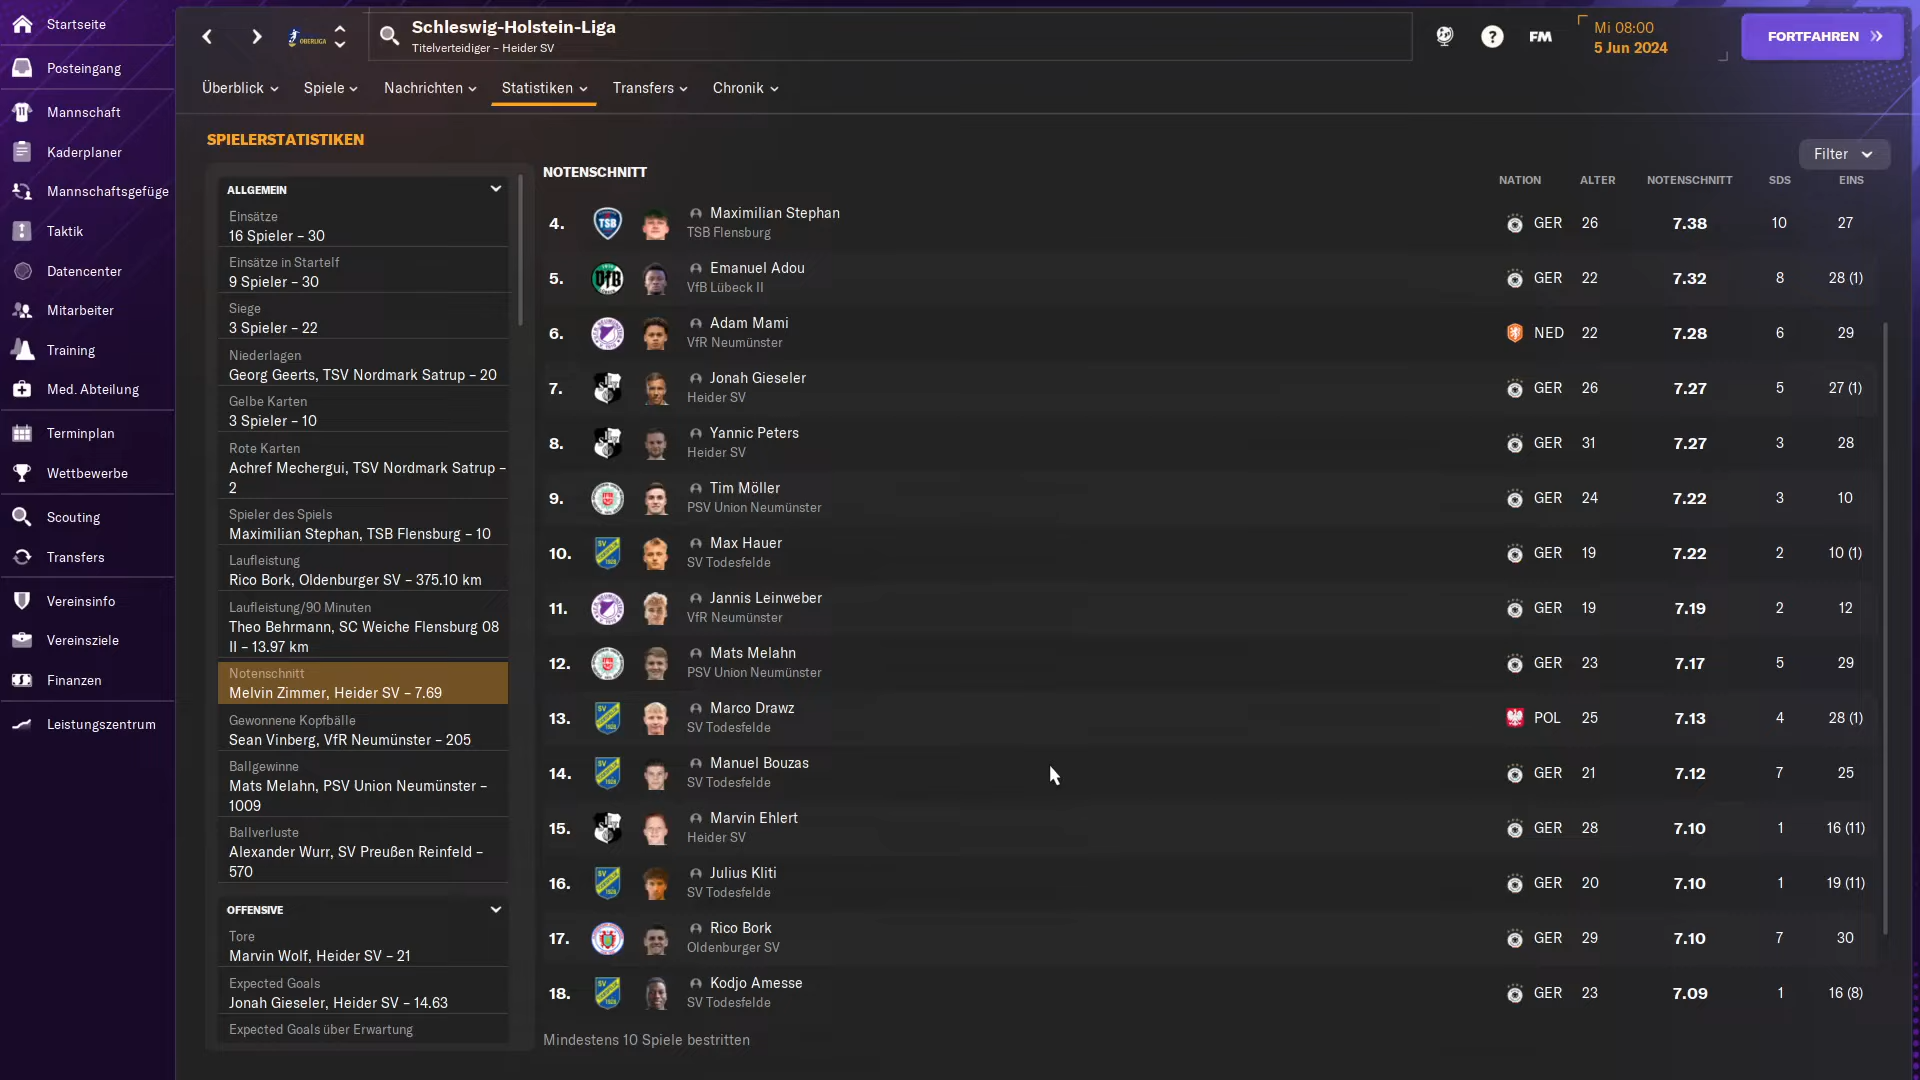 Startseite
Posteingang
Mannschaft
Kaderplaner
Mannschaftsgefüge
Taktik
Datencenter
Mitarbeiter
Training
Med. Abteilung
Terminplan
Wettbewerbe
Scouting
Transfers
Vereinsinfo
Vereinsziele
Finanzen
Leistungszentrum
OBERLIGA
Schleswig-Holstein-Liga
Titelverteidiger – Heider SV
?
FM
Mi 08:00
5 Jun 2024
FORTFAHREN
Überblick
Spiele
Nachrichten
Statistiken
Transfers
Chronik
SPIELERSTATISTIKEN
Filter
ALLGEMEIN
Einsätze
16 Spieler – 30
Einsätze in Startelf
9 Spieler – 30
Siege
3 Spieler – 22
Niederlagen
Georg Geerts, TSV Nordmark Satrup – 20
Gelbe Karten
3 Spieler – 10
Rote Karten
Achref Mechergui, TSV Nordmark Satrup –
2
Spieler des Spiels
Maximilian Stephan, TSB Flensburg – 10
Laufleistung
Rico Bork, Oldenburger SV – 375.10 km
Laufleistung/90 Minuten
Theo Behrmann, SC Weiche Flensburg 08
II – 13.97 km
Notenschnitt
Melvin Zimmer, Heider SV – 7.69
Gewonnene Kopfbälle
Sean Vinberg, VfR Neumünster – 205
Ballgewinne
Mats Melahn, PSV Union Neumünster –
1009
Ballverluste
Alexander Wurr, SV Preußen Reinfeld –
570
OFFENSIVE
Tore
Marvin Wolf, Heider SV – 21
Expected Goals
Jonah Gieseler, Heider SV – 14.63
Expected Goals über Erwartung
NOTENSCHNITT
NATION ALTER NOTENSCHNITT SDS EINS
4. TSB Maximilian Stephan GER 26 7.38 10 27
TSB Flensburg
5. VfB Emanuel Adou GER 22 7.32 8 28 (1)
VfB Lübeck II
6. Adam Mami NED 22 7.28 6 29
VfR Neumünster
7. Jonah Gieseler GER 26 7.27 5 27 (1)
Heider SV
8. Yannic Peters GER 31 7.27 3 28
Heider SV
9. Tim Möller GER 24 7.22 3 10
PSV Union Neumünster
10. SV Max Hauer GER 19 7.22 2 10 (1)
SV Todesfelde
11. Jannis Leinweber GER 19 7.19 2 12
VfR Neumünster
12. Mats Melahn GER 23 7.17 5 29
PSV Union Neumünster
13. SV Marco Drawz POL 25 7.13 4 28 (1)
SV Todesfelde
14. SV Manuel Bouzas GER 21 7.12 7 25
SV Todesfelde
15. Marvin Ehlert GER 28 7.10 1 16 (11)
Heider SV
16. SV Julius Kliti GER 20 7.10 1 19 (11)
SV Todesfelde
17. Rico Bork GER 29 7.10 7 30
Oldenburger SV
18. SV Kodjo Amesse GER 23 7.09 1 16 (8)
SV Todesfelde
Mindestens 10 Spiele bestritten